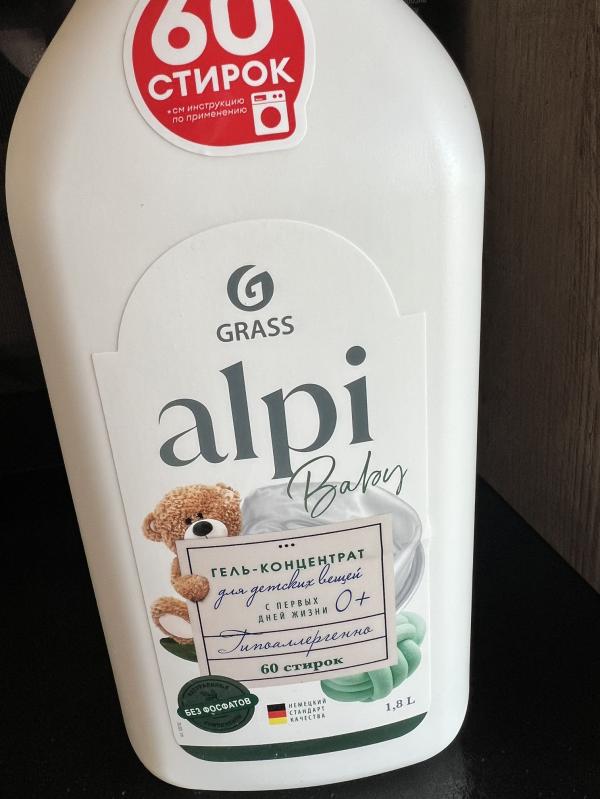 60
СТИРОК
*см инструкцию
по применению
GRASS
alpi
Baby
ГЕЛЬ-КОНЦЕНТРАТ
для детских вещей
С ПЕРВЫХ
ДНЕЙ ЖИЗНИ 0+
Гипоаллергенно
60 стирок
БЕЗ ФОСФАТОВ
НЕМЕЦКИЙ
СТАНДАРТ
КАЧЕСТВА
1,8 L